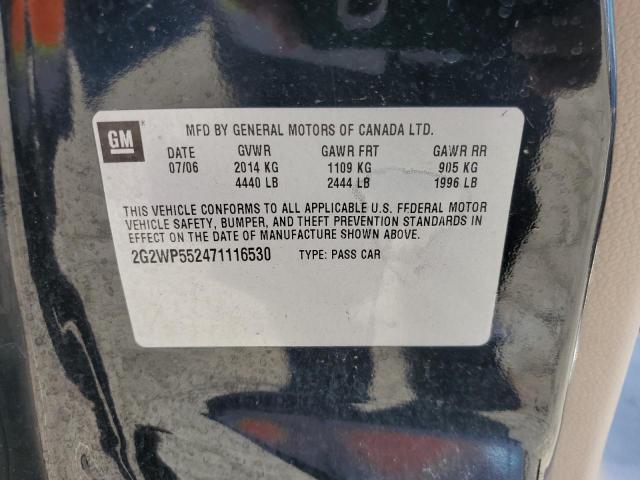 GM
MFD BY GENERAL MOTORS OF CANADA LTD.
DATE GVWR GAWR FRT GAWR RR
07/06 2014 KG 1109 KG 905 KG
4440 LB 2444 LB 1996 LB
THIS VEHICLE CONFORMS TO ALL APPLICABLE U.S. FFDERAL MOTOR
VEHICLE SAFETY, BUMPER, AND THEFT PREVENTION STANDARDS IN
EFFECT ON THE DATE OF MANUFACTURE SHOWN ABOVE.
2G2WP552471116530 TYPE: PASS CAR